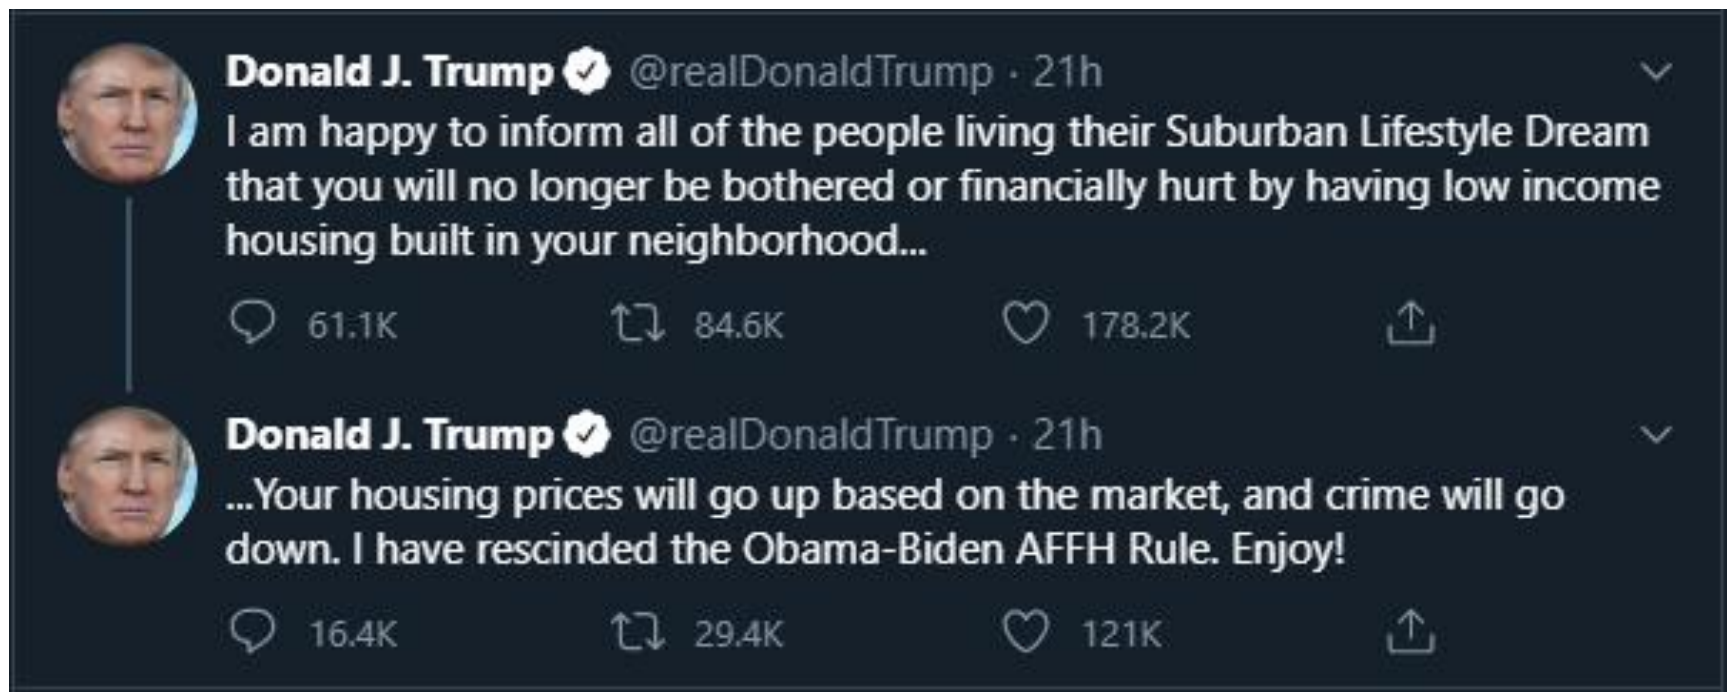 Donald J. Trump @realDonaldTrump · 21h
I am happy to inform all of the people living their Suburban Lifestyle Dream
that you will no longer be bothered or financially hurt by having low income
housing built in your neighborhood...
61.1K 84.6K 178.2K
Donald J. Trump @realDonaldTrump · 21h
...Your housing prices will go up based on the market, and crime will go
down. I have rescinded the Obama-Biden AFFH Rule. Enjoy!
16.4K 29.4K 121K